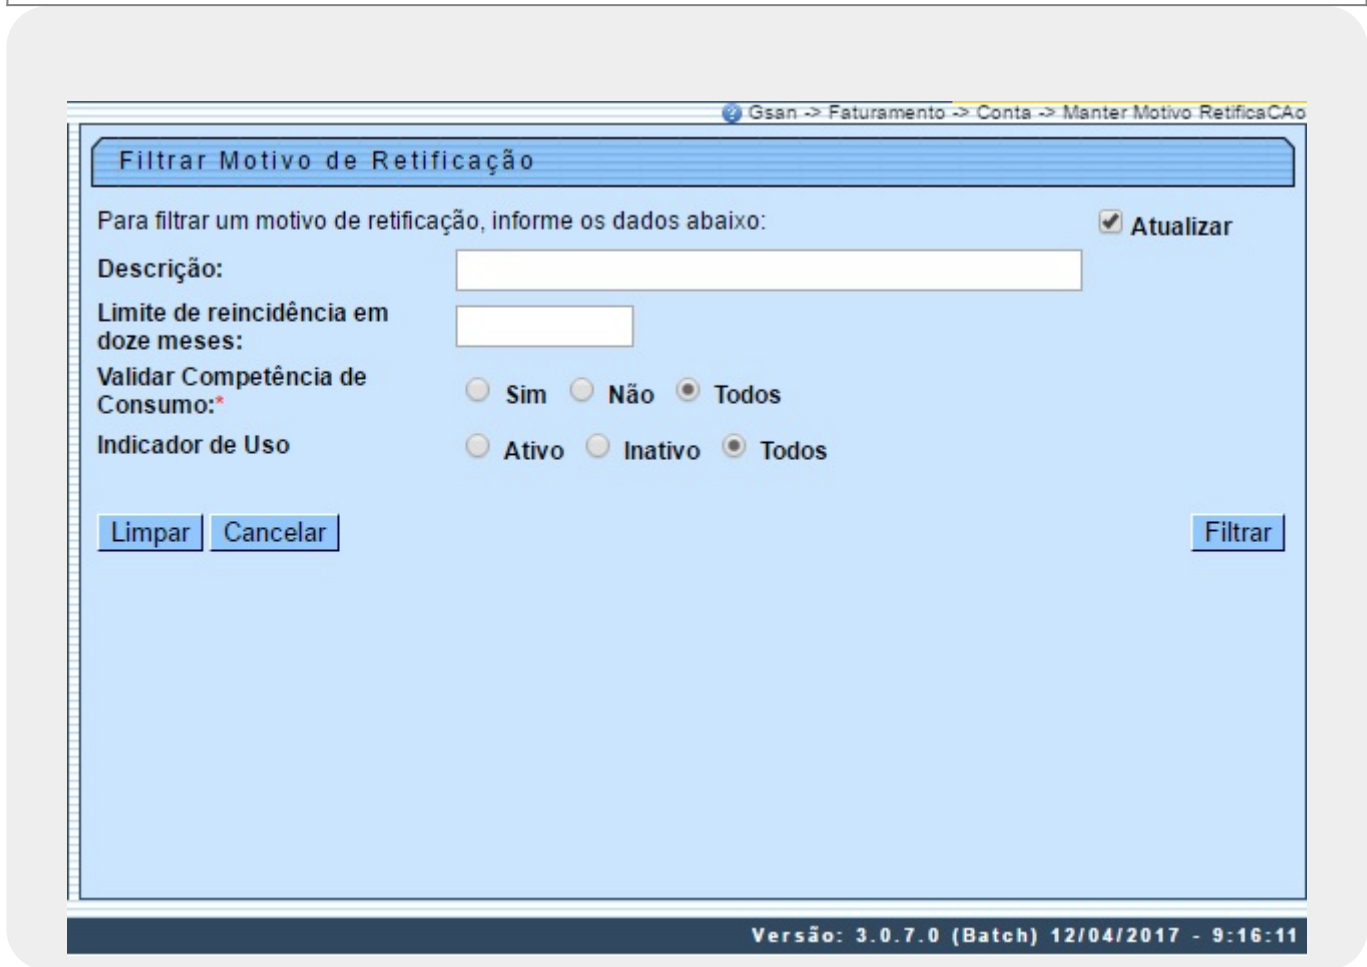 Gsan -> Faturamento -> Conta -> Manter Motivo RetificaCAo
Filtrar Motivo de Retificação
Para filtrar um motivo de retificação, informe os dados abaixo:
Atualizar
Descrição:
Limite de reincidência em
doze meses:
Validar Competência de
Consumo:*
Sim Não Todos
Indicador de Uso
Ativo Inativo Todos
Limpar Cancelar Filtrar
Versão: 3.0.7.0 (Batch) 12/04/2017 - 9:16:11